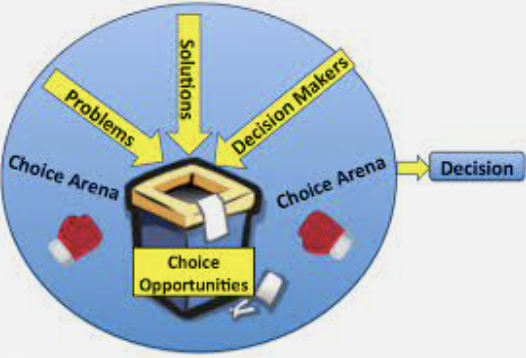 Problems
Solutions
Decision Makers
Choice Arena
Choice Arena
Decision
Choice
Opportunities